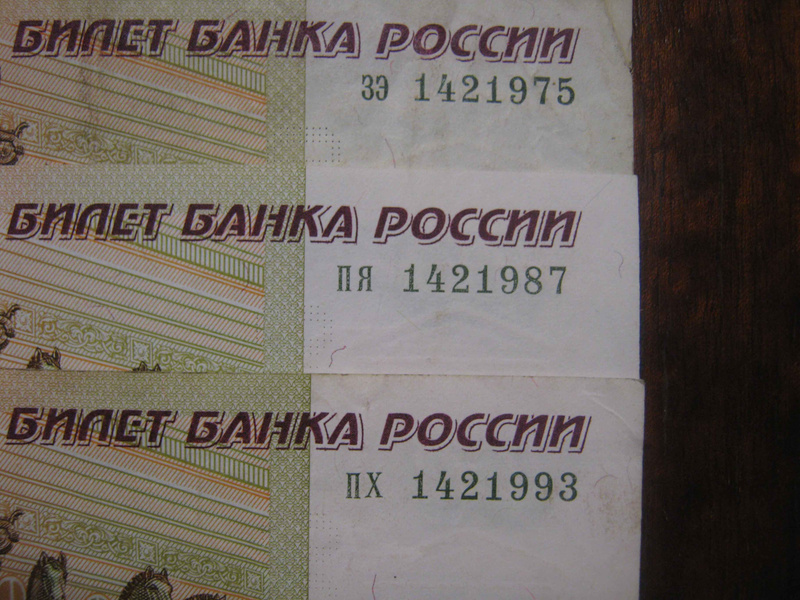 БИЛЕТ БАНКА РОССИИ
ЗЭ 1421975
БИЛЕТ БАНКА РОССИИ
ПЯ 1421987
БИЛЕТ БАНКА РОССИИ
ПХ 1421993